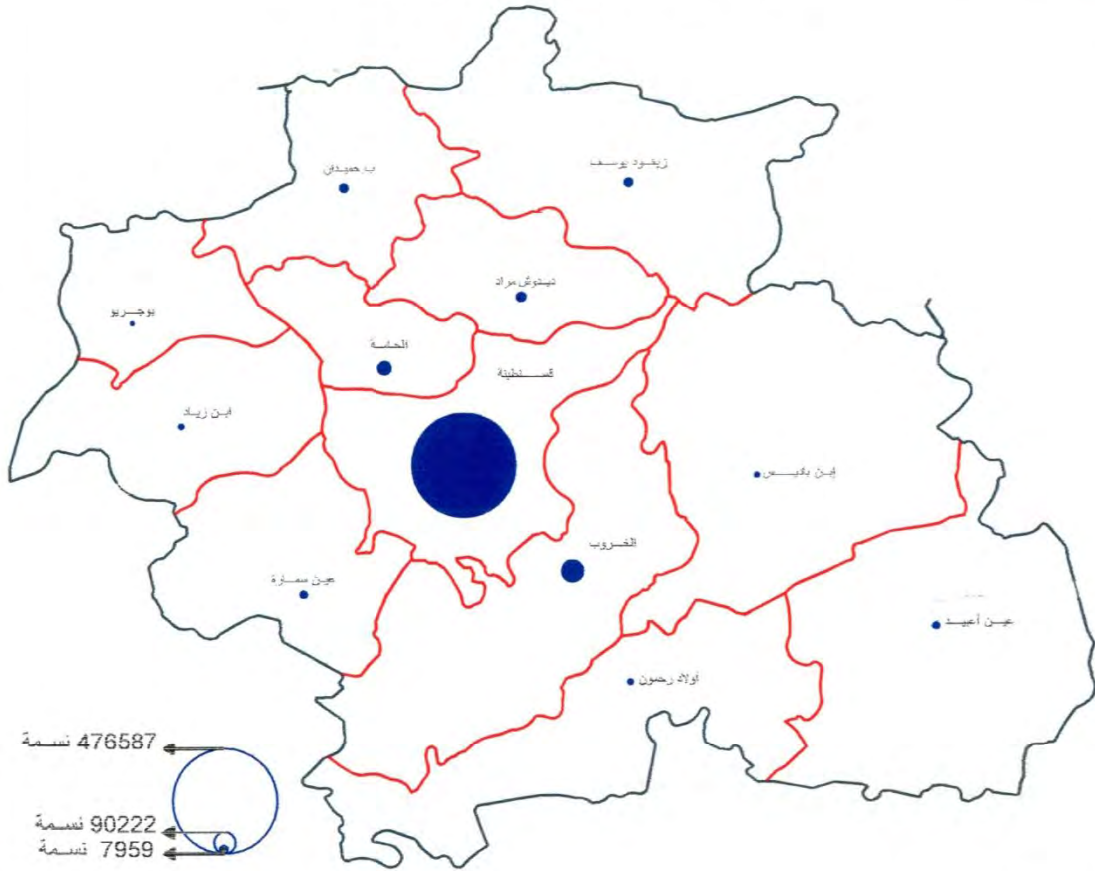 زيغود يوسف
ب حميدان
ديدوش مراد
بوجريو
الحامة
قسنطينة
ابن زياد
إبن باديس
الخروب
عين سمارة
عين أعبيد
أولاد رحمون
476587 نسمة
90222 نسمة
7959 نسمة